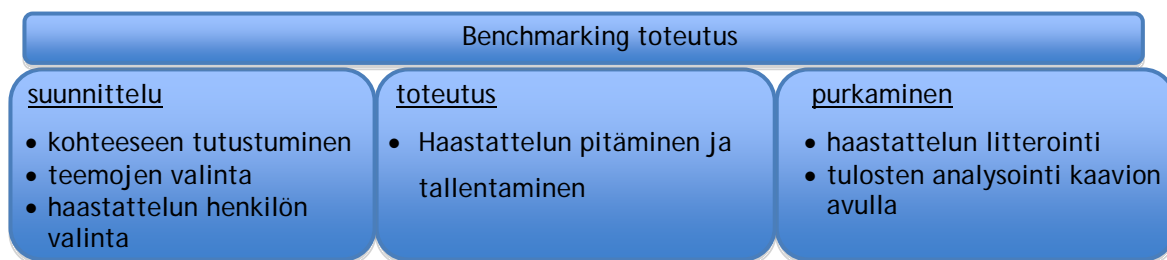 Benchmarking toteutus
suunnittelu
• kohteeseen tutustuminen
• teemojen valinta
• haastattelun henkilön
valinta
toteutus
• Haastattelun pitäminen ja
tallentaminen
purkaminen
• haastattelun litterointi
• tulosten analysointi kaavion
avulla